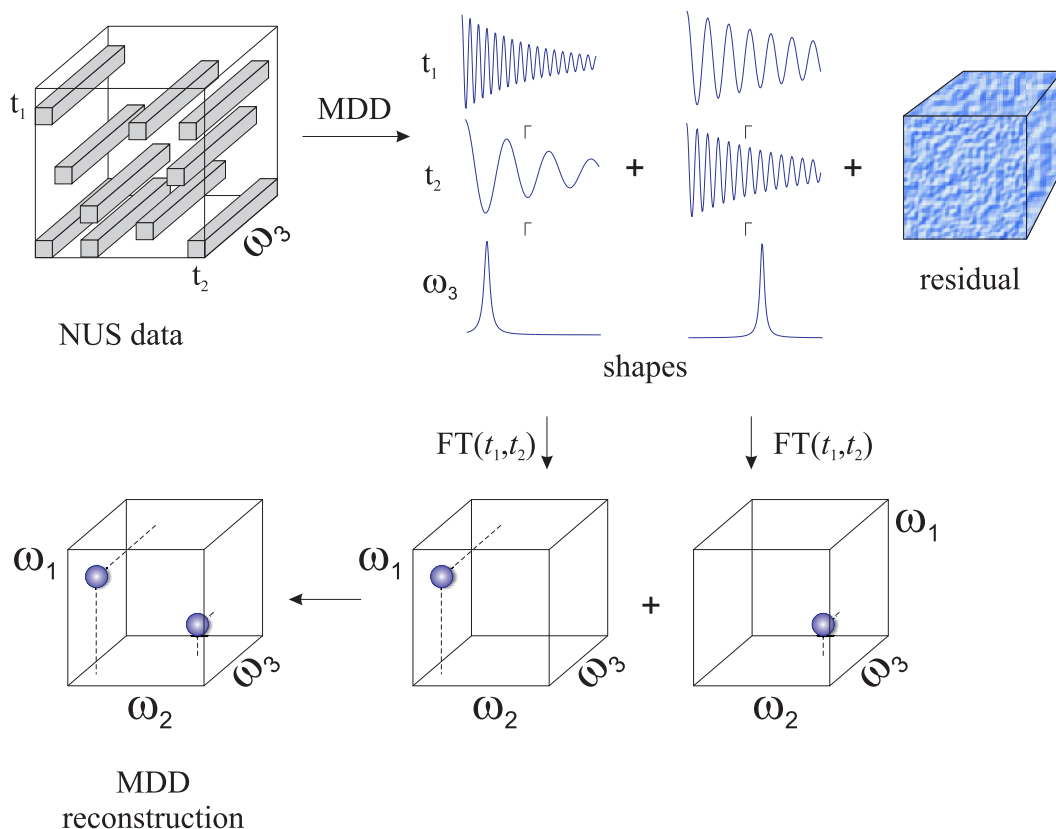 t₁
t₂
ω₃
NUS data
MDD
t₁
Γ Γ
t₂ + +
Γ Γ
ω₃
residual
shapes
FT(t₁,t₂) FT(t₁,t₂)
ω₁
ω₂
ω₃
MDD
reconstruction
ω₁
ω₂
ω₃
+
ω₁
ω₂
ω₃